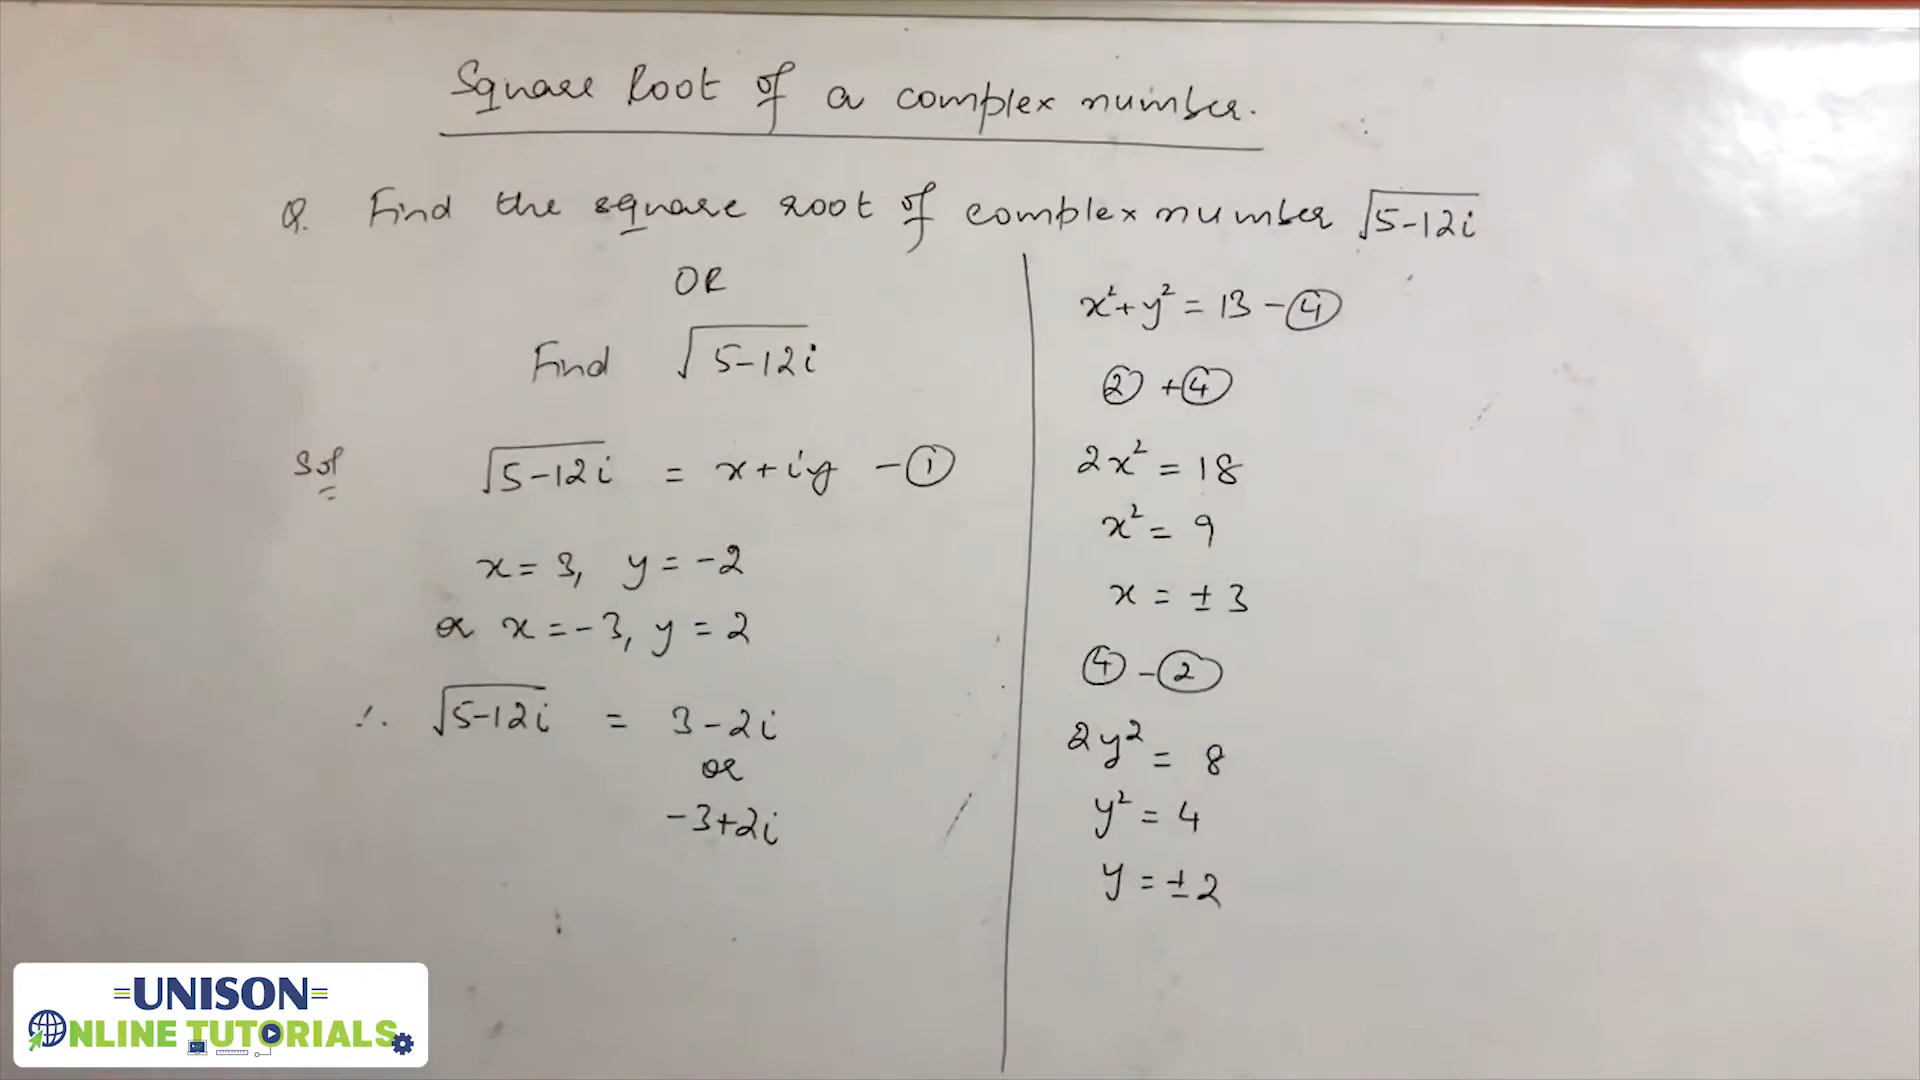 Square Root of a complex number.
Q. Find the square root of complex number √5-12i
OR
Find √5-12i
Sol
√5-12i = x+iy - ①
x = 3, y = -2
or x = -3, y = 2
∴ √5-12i = 3-2i
or
-3+2i
x²+y² = 13 - ④
② + ④
2x² = 18
x² = 9
x = ± 3
④ - ②
2y² = 8
y² = 4
y = ±2
UNISON
ONLINE TUTORIALS